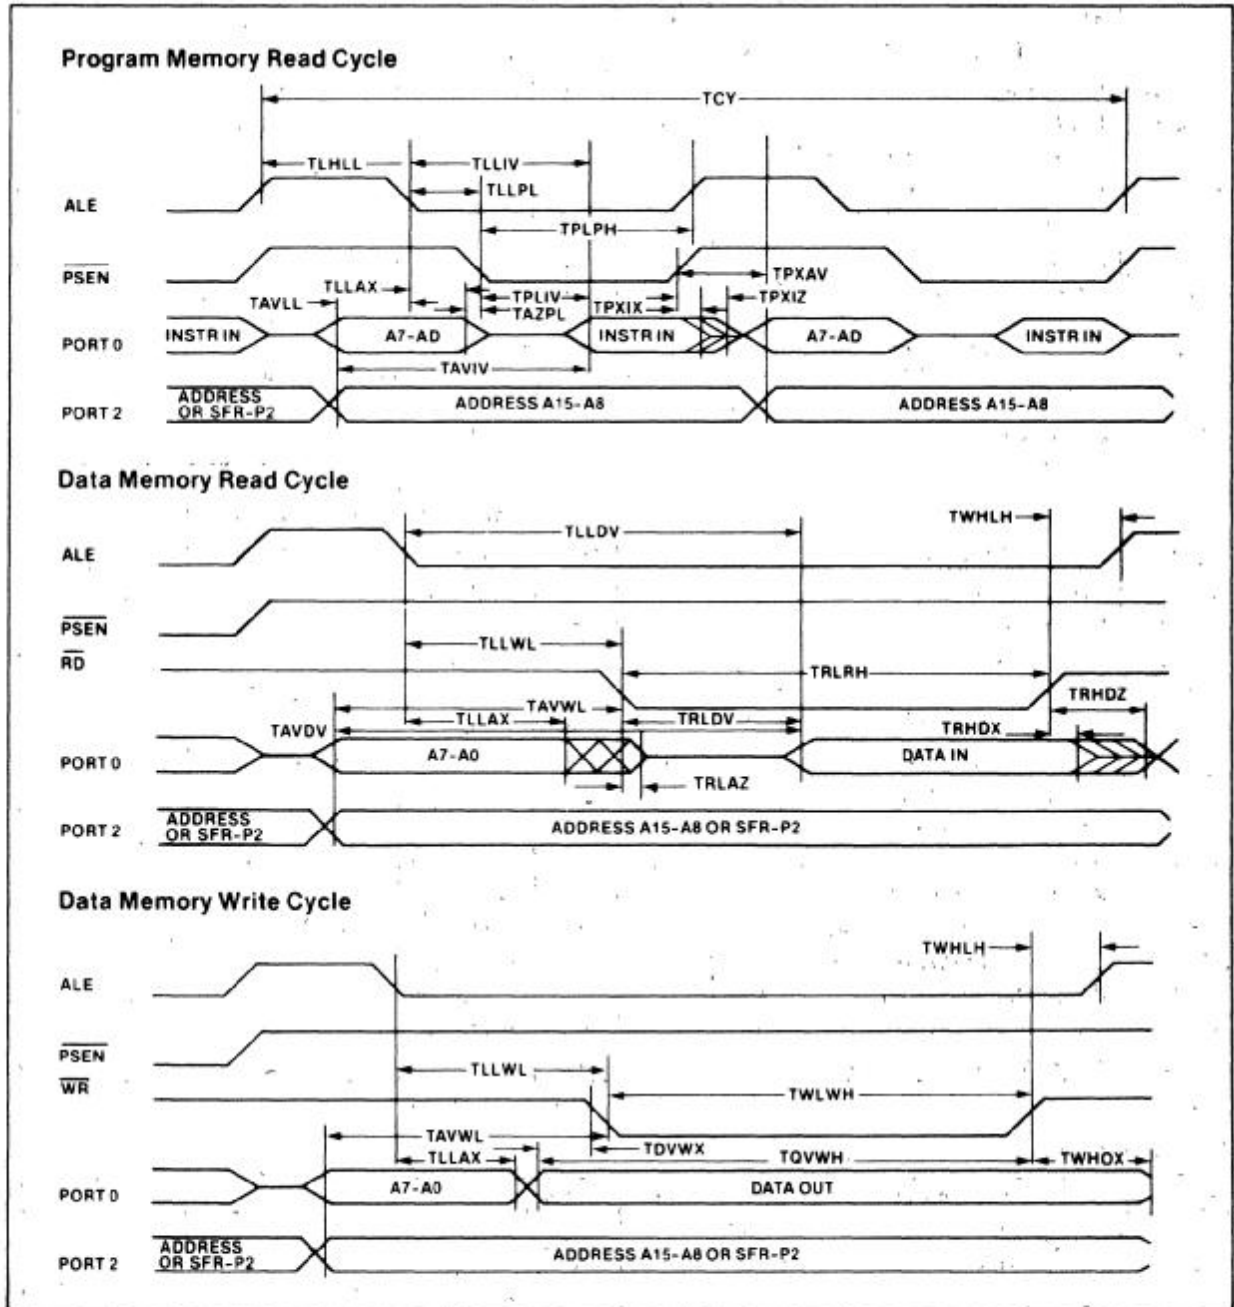 Program Memory Read Cycle
TCY
TLHLL
TLLIV
TLLPL
ALE
TPLPH
PSEN
TPXAV
TLLAX
TAVLL
TPLIV
TPXIX
TPXIZ
TAZPL
PORT 0
INSTR IN
A7-AD
INSTR IN
A7-AD
INSTR IN
TAVIV
PORT 2
ADDRESS
OR SFR-P2
ADDRESS A15-A8
ADDRESS A15-A8
Data Memory Read Cycle
TWHLH
TLLDV
ALE
PSEN
TLLWL
RD
TRLRH
TRHDZ
TAVWL
TLLAX
TRLDV
TAVDV
TRHDX
PORT 0
A7-A0
DATA IN
TRLAZ
PORT 2
ADDRESS
OR SFR-P2
ADDRESS A15-A8 OR SFR-P2
Data Memory Write Cycle
TWHLH
ALE
PSEN
TLLWL
WR
TWLWH
TAVWL
TDVWX
TLLAX
TQVWH
TWHOX
PORT 0
A7-A0
DATA OUT
PORT 2
ADDRESS
OR SFR-P2
ADDRESS A15-A8 OR SFR-P2